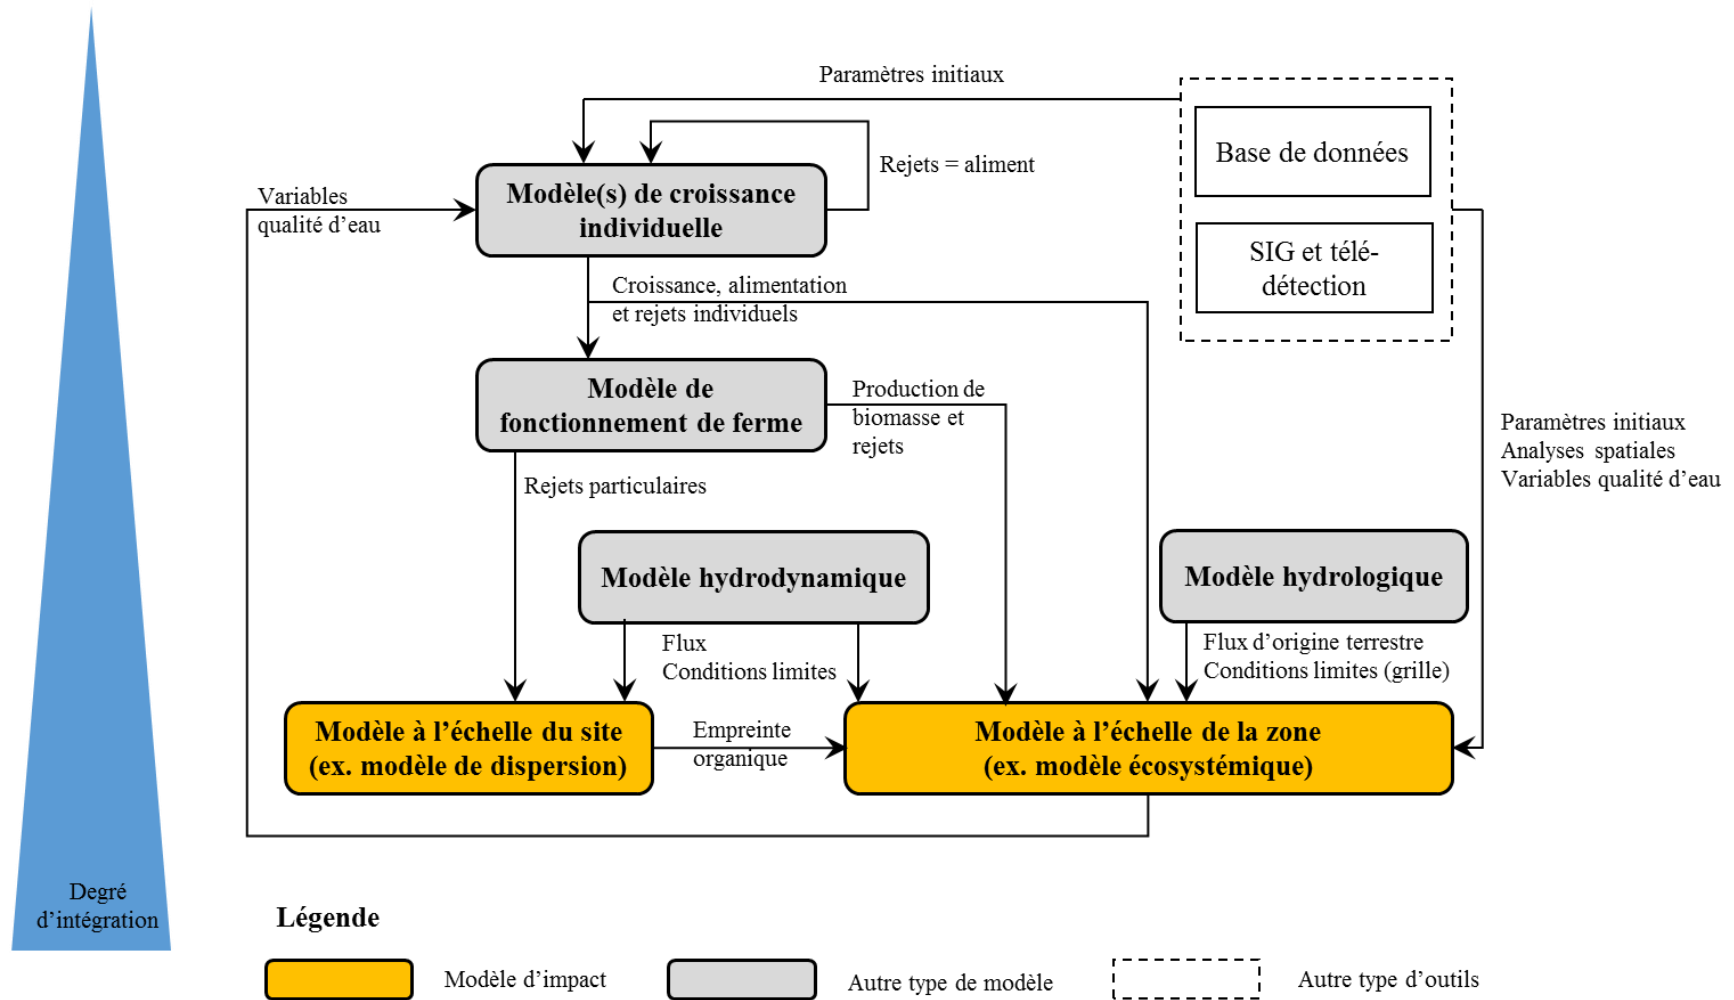 Paramètres initiaux
Base de données
SIG et télé-
détection
Rejets = aliment
Modèle(s) de croissance
individuelle
Variables
qualité d’eau
Croissance, alimentation
et rejets individuels
Modèle de
fonctionnement de ferme
Production de
biomasse et
rejets
Paramètres initiaux
Analyses spatiales
Variables qualité d’eau
Rejets particulaires
Modèle hydrodynamique
Modèle hydrologique
Flux
Conditions limites
Flux d’origine terrestre
Conditions limites (grille)
Modèle à l’échelle du site
(ex. modèle de dispersion)
Empreinte
organique
Modèle à l’échelle de la zone
(ex. modèle écosystémique)
Degré
d’intégration
Légende
Modèle d’impact
Autre type de modèle
Autre type d’outils